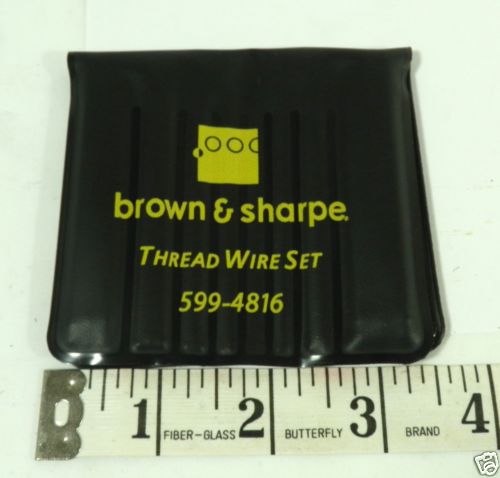 brown & sharpe.
THREAD WIRE SET
599-4816
1 FIBER-GLASS 2 BUTTERFLY 3 BRAND 4